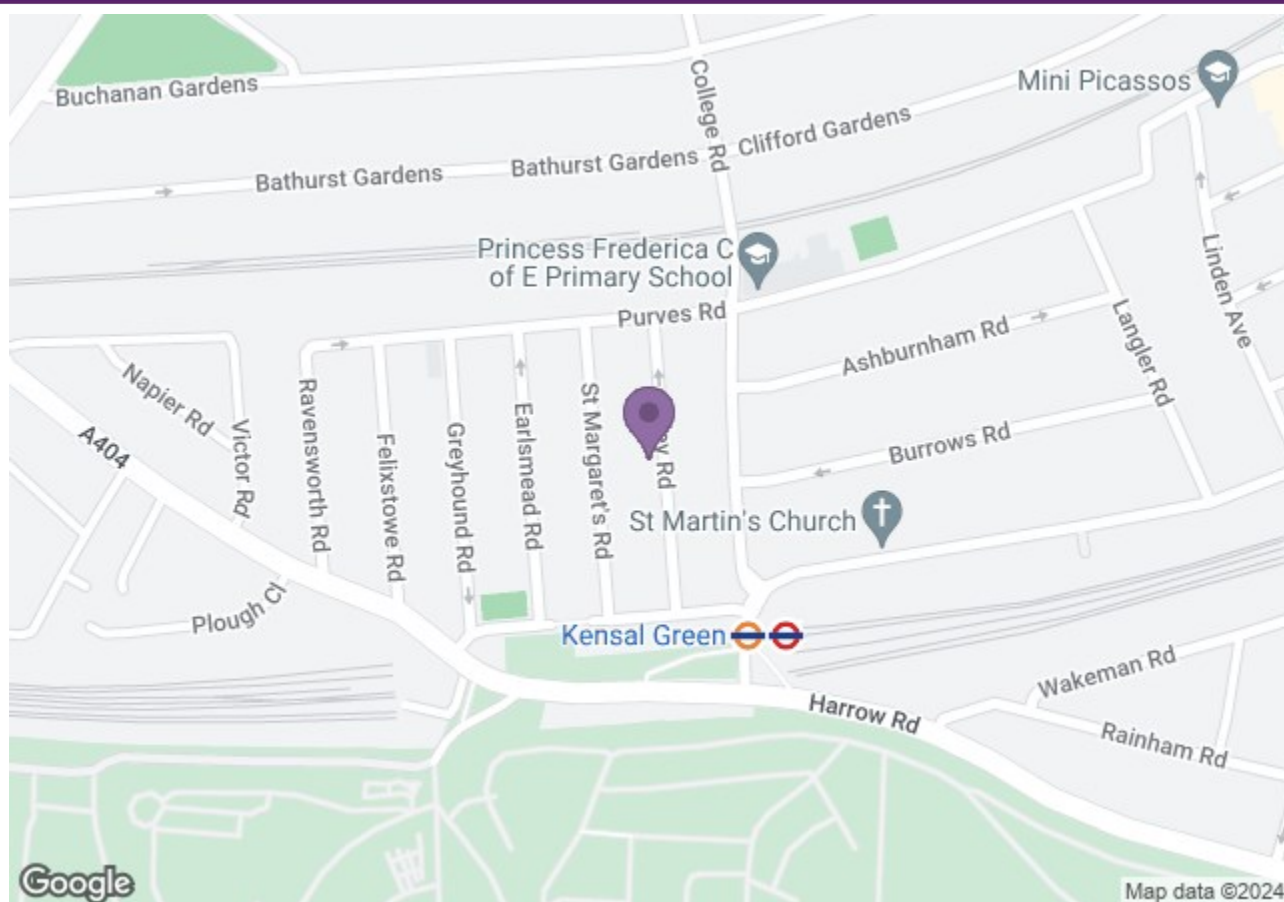 Buchanan Gardens
College Rd
Mini Picassos
Clifford Gardens
Bathurst Gardens
Bathurst Gardens
Princess Frederica C
of E Primary School
Linden Ave
Purves Rd
Langler Rd
Ashburnham Rd
Napier Rd
Ravensworth Rd
Felixstowe Rd
Greyhound Rd
Earlsmead Rd
St Margaret's Rd
Rd
A404
Victor Rd
Burrows Rd
St Martin's Church
Plough Cl
Kensal Green
Wakeman Rd
Harrow Rd
Rainham Rd
Google
Map data ©2024